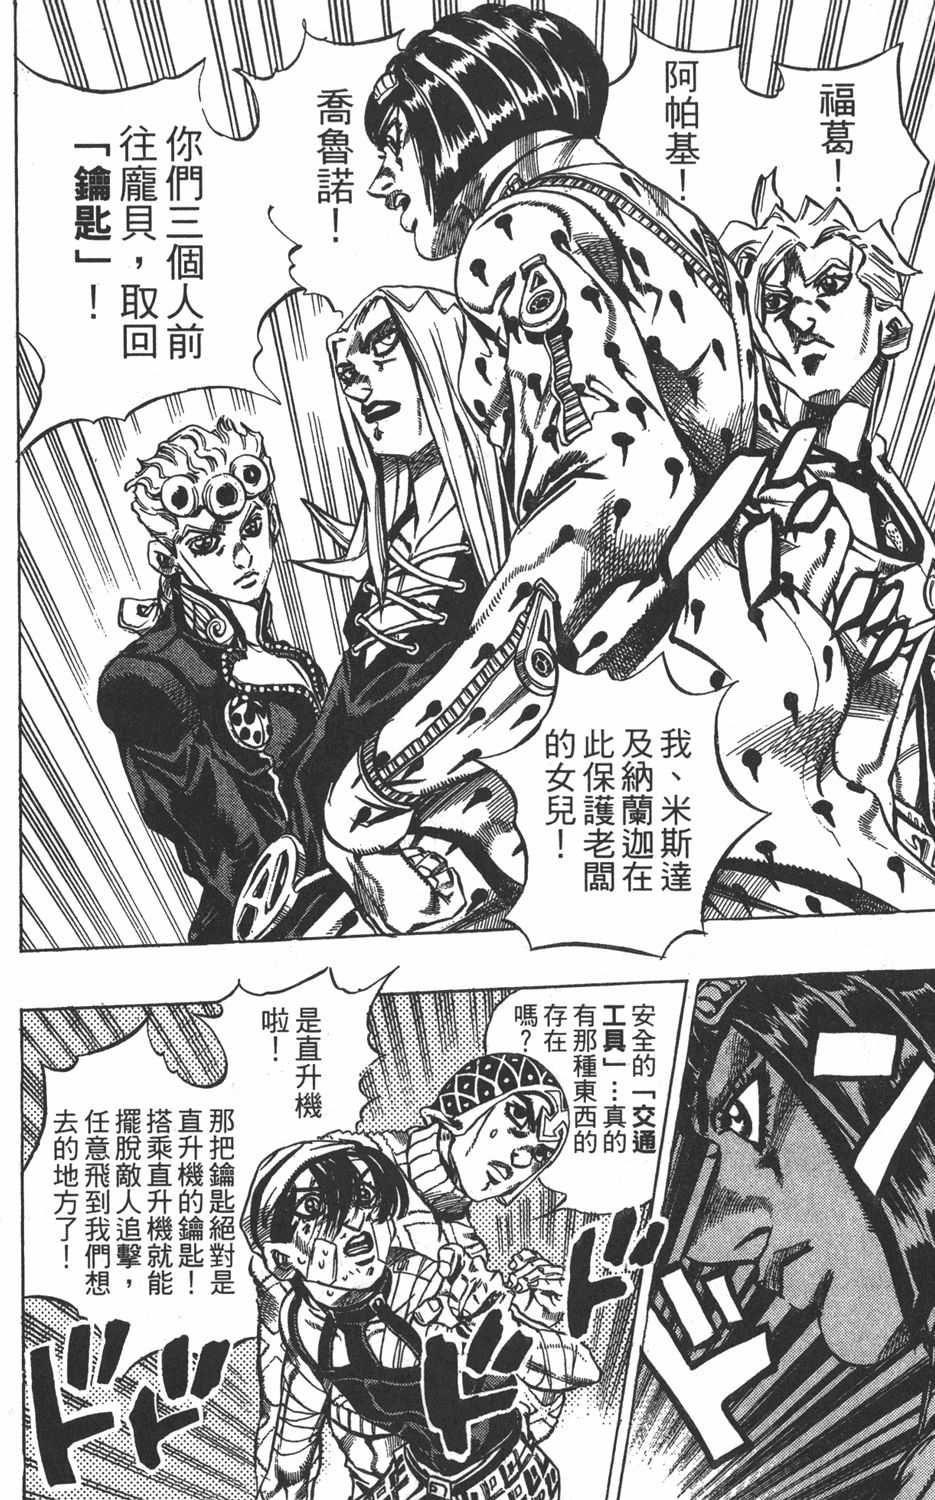 福葛！
阿帕基！
喬魯諾！
你們三個人前
往龐貝，取回
「鑰匙」！
我、米斯達
及納蘭迦在
此保護老闆
的女兒！
安全的「交通
工具」…真的
有那種東西的
存在
嗎？
是直升機
啦！
那把鑰匙絕對是
直升機的鑰匙！
搭乘直升機就能
擺脫敵人追擊，
任意飛到我們想
去的地方了！
ド
ドド
ドド